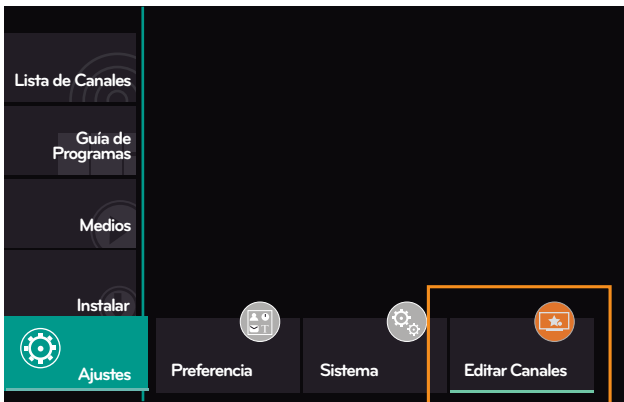 Lista de Canales
Guía de
Programas
Medios
Instalar
Ajustes
Preferencia
Sistema
Editar Canales